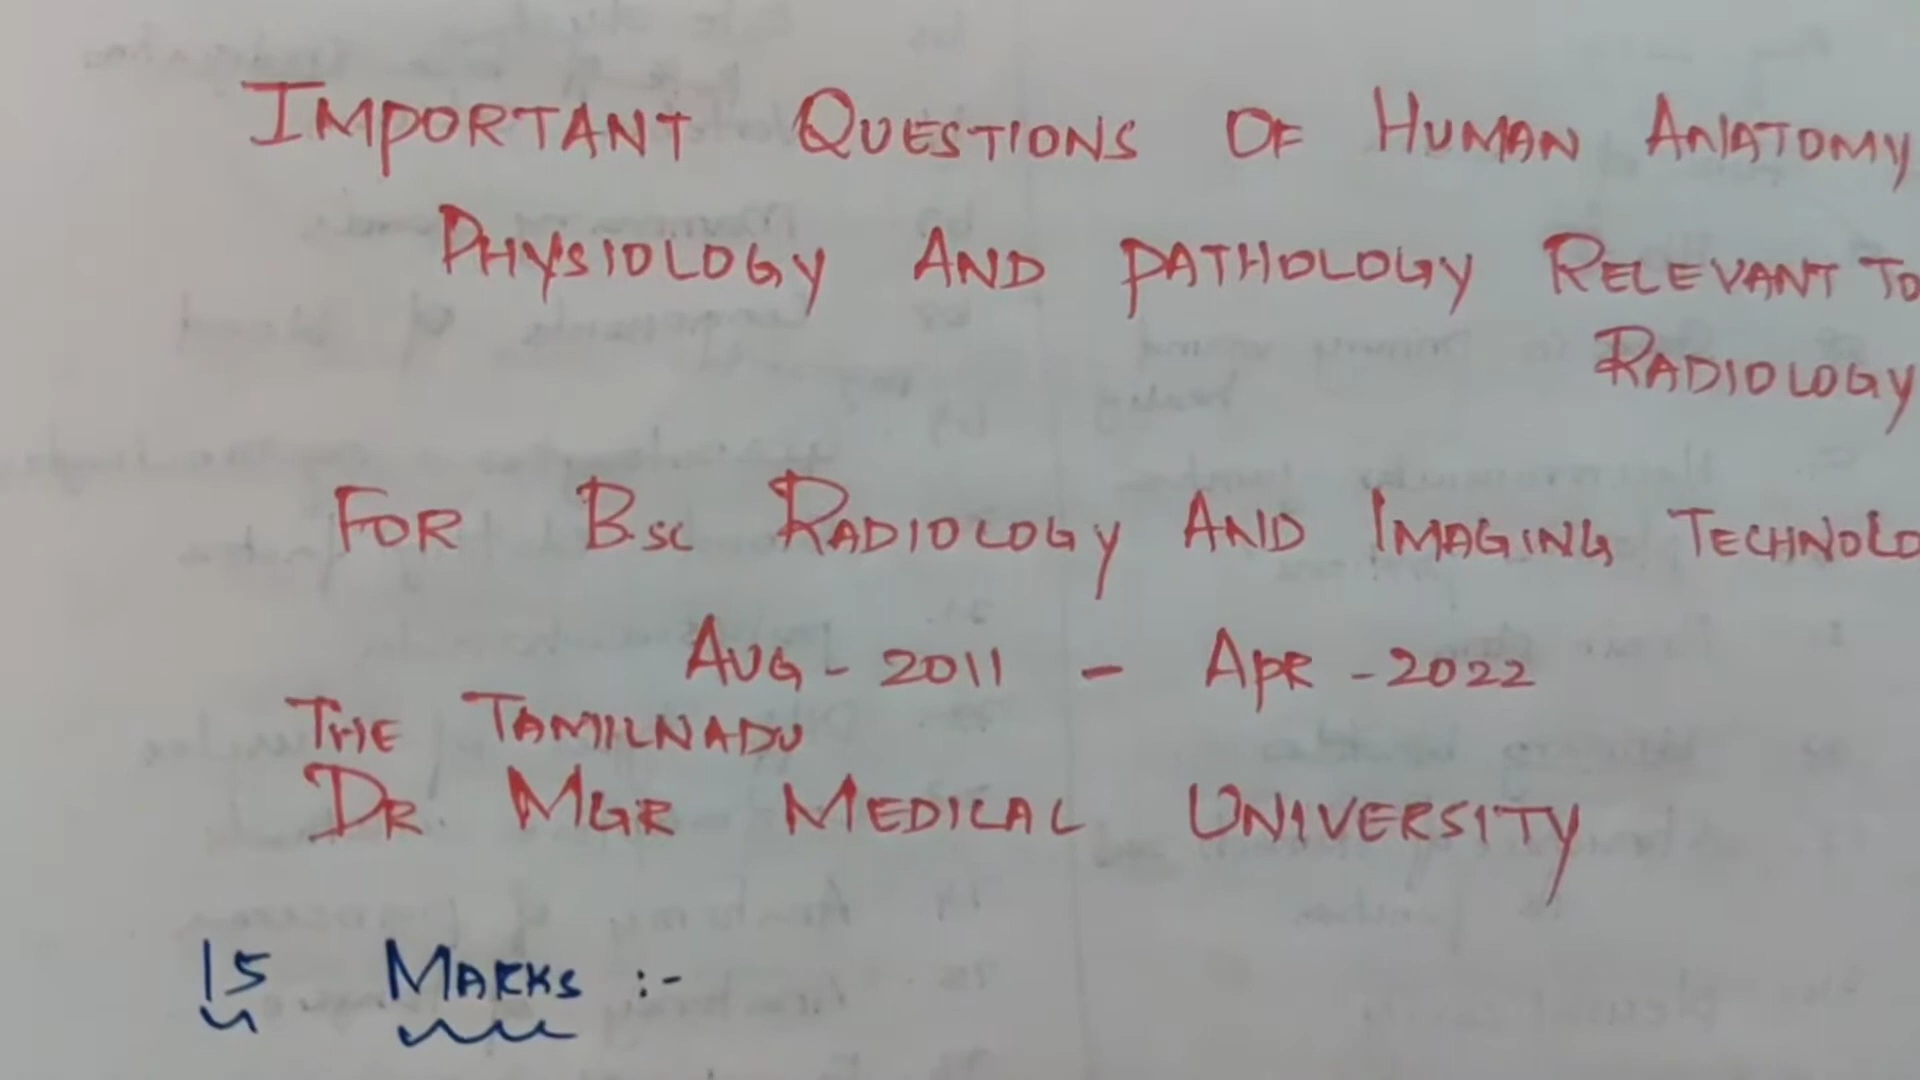 IMPORTANT QUESTIONS OF HUMAN ANATOMY
PHYSIOLOGY AND PATHOLOGY RELEVANT TO
RADIOLOGY
FOR BSc RADIOLOGY AND IMAGING TECHNOLO
AUG - 2011 - APR - 2022
THE TAMILNADU
DR MGR MEDICAL UNIVERSITY
15 MARKS :-